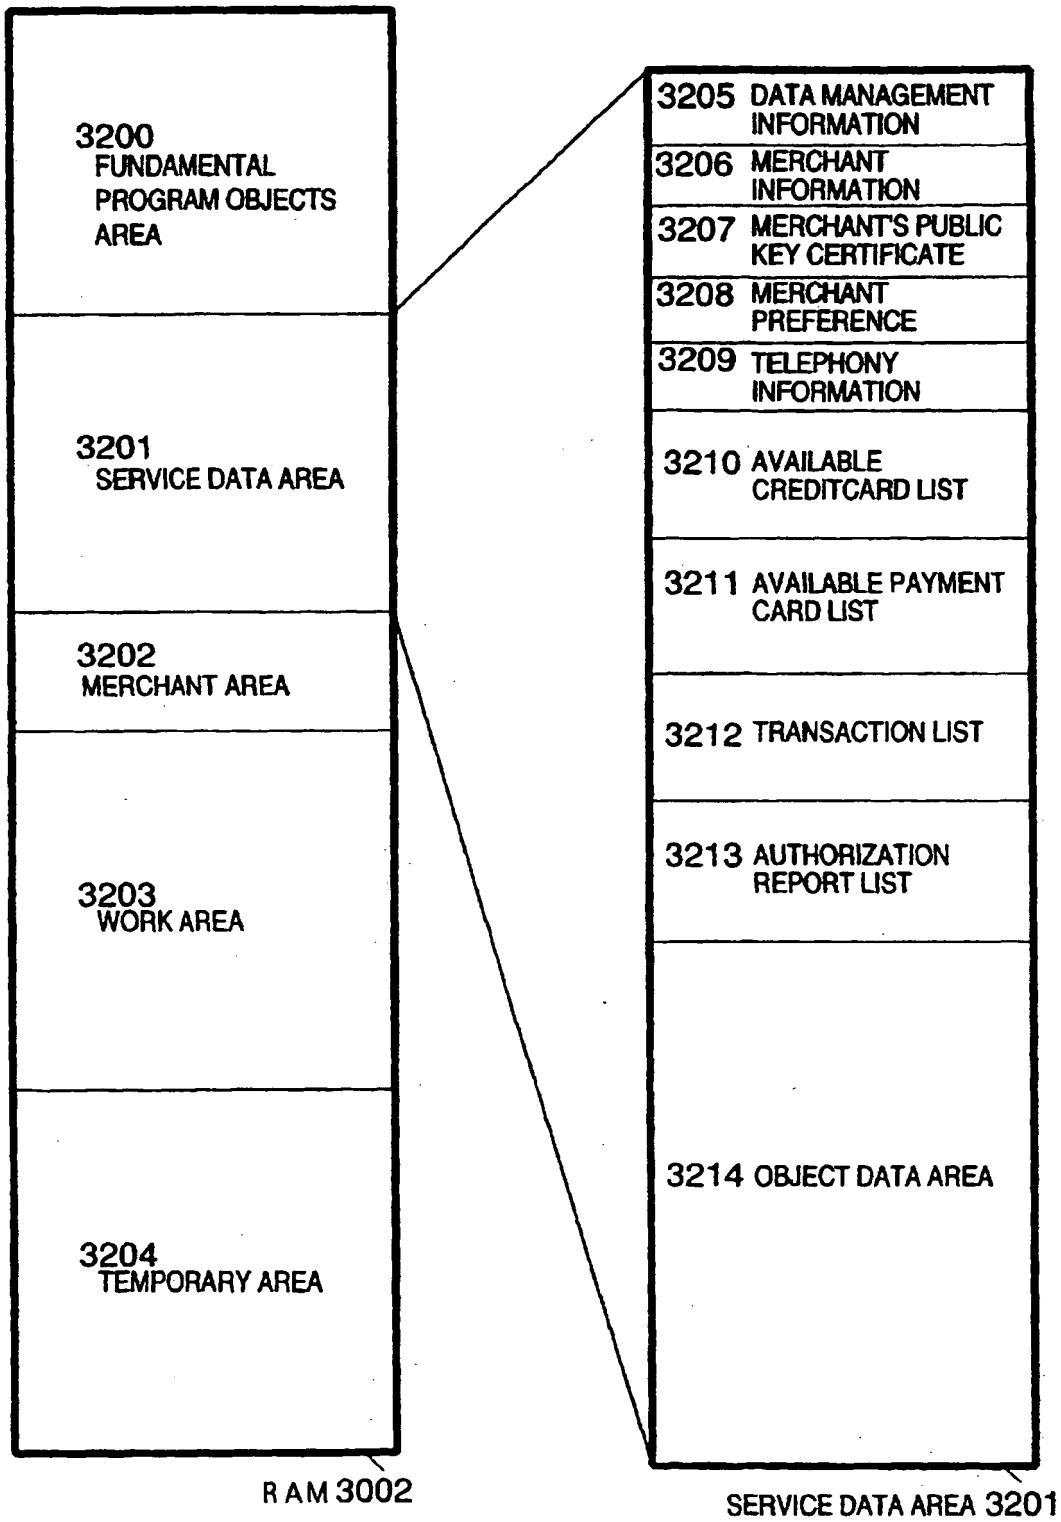 3200
FUNDAMENTAL
PROGRAM OBJECTS
AREA
3201
SERVICE DATA AREA
3202
MERCHANT AREA
3203
WORK AREA
3204
TEMPORARY AREA
RAM 3002
3205 DATA MANAGEMENT
INFORMATION
3206 MERCHANT
INFORMATION
3207 MERCHANT'S PUBLIC
KEY CERTIFICATE
3208 MERCHANT
PREFERENCE
3209 TELEPHONY
INFORMATION
3210 AVAILABLE
CREDITCARD LIST
3211 AVAILABLE PAYMENT
CARD LIST
3212 TRANSACTION LIST
3213 AUTHORIZATION
REPORT LIST
3214 OBJECT DATA AREA
SERVICE DATA AREA 3201